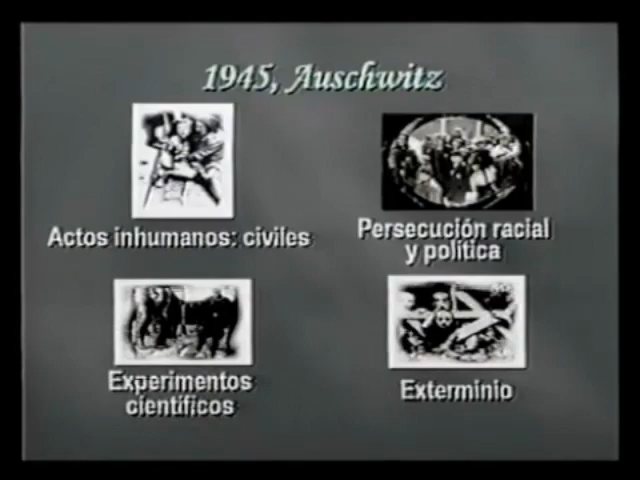 1945, Auschwitz
Actos inhumanos: civiles
Persecución racial
y política
Experimentos
científicos
Exterminio